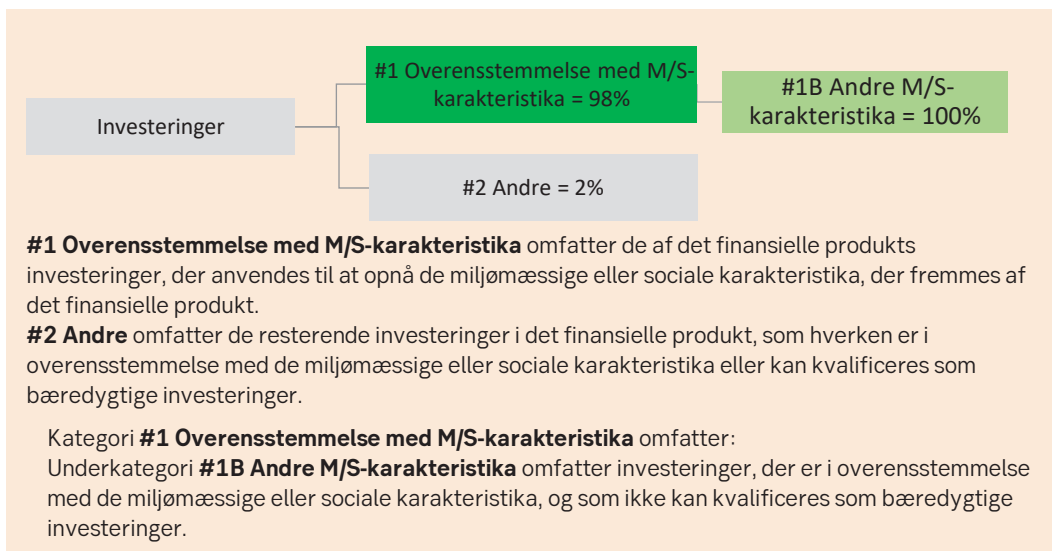 #1 Overensstemmelse med M/S-
karakteristika = 98%
#1B Andre M/S-
karakteristika = 100%
Investeringer
#2 Andre = 2%
#1 Overensstemmelse med M/S-karakteristika omfatter de af det finansielle produkts
investeringer, der anvendes til at opnå de miljømæssige eller sociale karakteristika, der fremmes af
det finansielle produkt.
#2 Andre omfatter de resterende investeringer i det finansielle produkt, som hverken er i
overensstemmelse med de miljømæssige eller sociale karakteristika eller kan kvalificeres som
bæredygtige investeringer.
Kategori #1 Overensstemmelse med M/S-karakteristika omfatter:
Underkategori #1B Andre M/S-karakteristika omfatter investeringer, der er i overensstemmelse
med de miljømæssige eller sociale karakteristika, og som ikke kan kvalificeres som bæredygtige
investeringer.